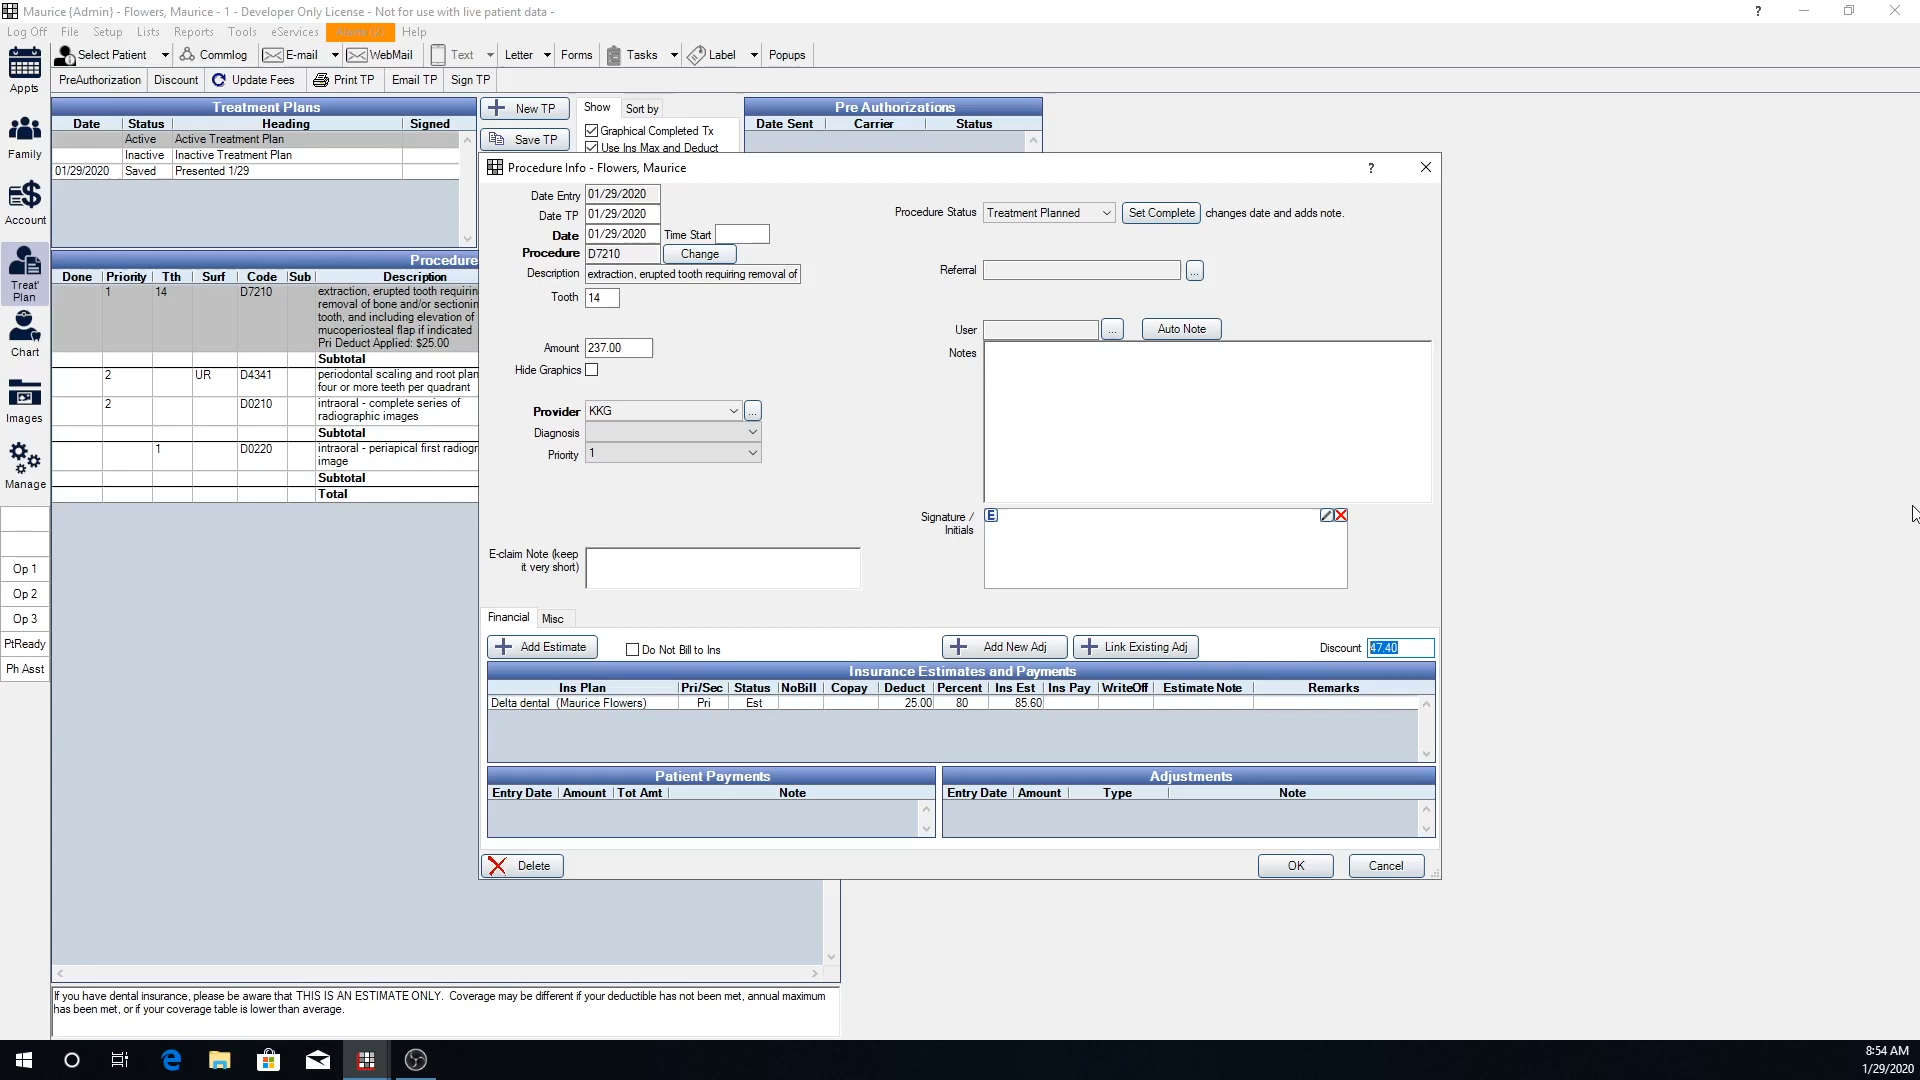 Maurice {Admin} - Flowers, Maurice - 1 - Developer Only License - Not for use with live patient data -
Log Off File Setup Lists Reports Tools eServices Help
Select Patient Commlog E-mail WebMail Text Letter Forms Tasks Label Popups
PreAuthorization Discount Update Fees Print TP Email TP Sign TP
Appts
Family
Account
Treat' Plan
Chart
Images
Manage
Op 1
Op 2
Op 3
PtReady
Ph Asst
Treatment Plans
Date Status Heading Signed
Active Active Treatment Plan
Inactive Inactive Treatment Plan
01/29/2020 Saved Presented 1/29
New TP
Save TP
Show Sort by
Graphical Completed Tx
Use Ins Max and Deduct
Pre Authorizations
Date Sent Carrier Status
Procedure
Done Priority Tth Surf Code Sub Description
1 14 D7210 extraction, erupted tooth requirin
removal of bone and/or sectionin
tooth, and including elevation of
mucoperiosteal flap if indicated
Pri Deduct Applied: $25.00
Subtotal
2 UR D4341 periodontal scaling and root plan
four or more teeth per quadrant
2 D0210 intraoral - complete series of
radiographic images
Subtotal
1 D0220 intraoral - periapical first radiogr
image
Subtotal
Total
If you have dental insurance, please be aware that THIS IS AN ESTIMATE ONLY.  Coverage may be different if your deductible has not been met, annual maximum
has been met, or if your coverage table is lower than average.
Procedure Info - Flowers, Maurice ?
Date Entry 01/29/2020
Date TP 01/29/2020
Date 01/29/2020 Time Start
Procedure D7210 Change
Description extraction, erupted tooth requiring removal of
Tooth 14
Amount 237.00
Hide Graphics
Provider KKG ...
Diagnosis
Priority 1
E-claim Note (keep
it very short)
Procedure Status Treatment Planned Set Complete changes date and adds note.
Referral ...
User ... Auto Note
Notes
Signature /
Initials
E
Financial Misc
Add Estimate Do Not Bill to Ins Add New Adj Link Existing Adj Discount 47.40
Insurance Estimates and Payments
Ins Plan Pri/Sec Status NoBill Copay Deduct Percent Ins Est Ins Pay WriteOff Estimate Note Remarks
Delta dental (Maurice Flowers) Pri Est 25.00 80 85.60
Patient Payments
Entry Date Amount Tot Amt Note
Adjustments
Entry Date Amount Type Note
Delete OK Cancel
8:54 AM
1/29/2020